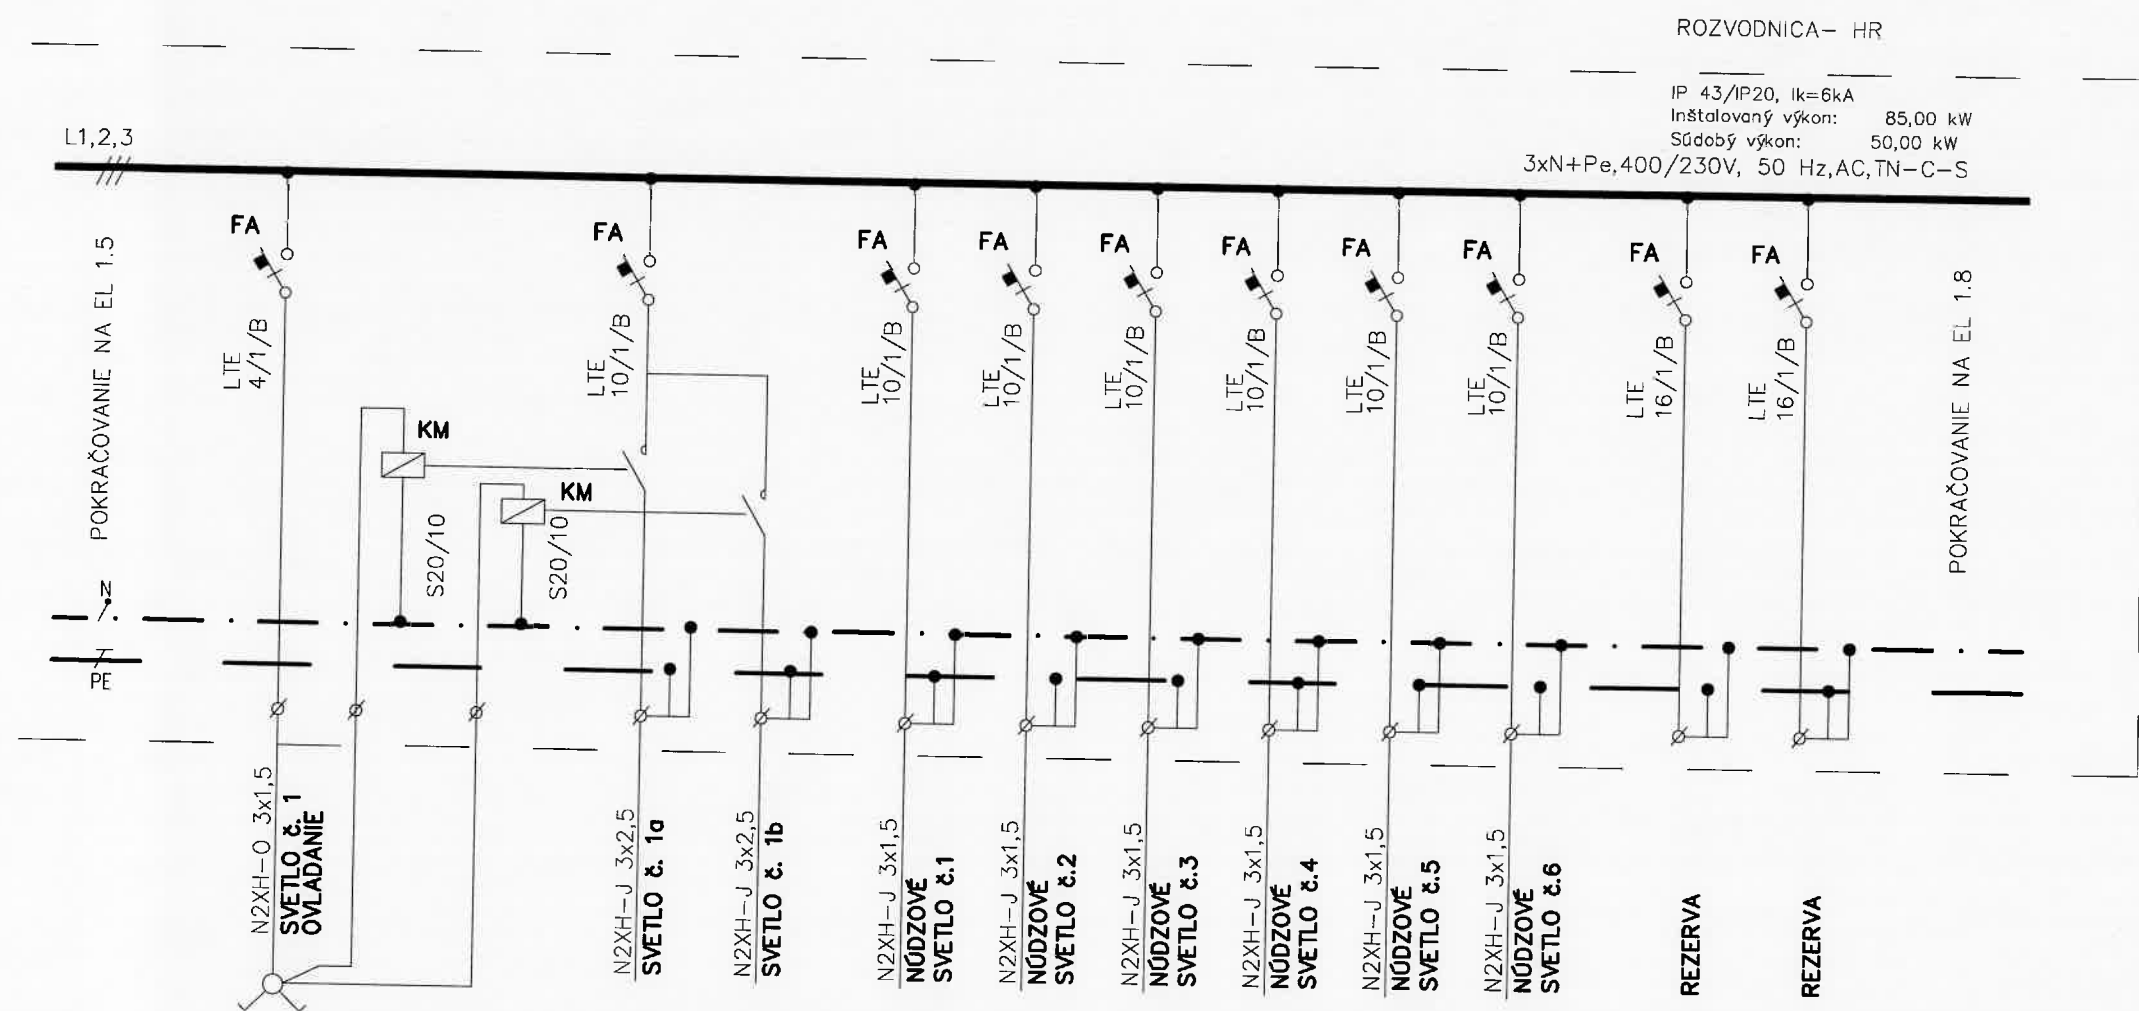 ROZVODNICA- HR
IP 43/IP20, Ik=6kA
Inštalovaný výkon: 85,00 kW
Súdobý výkon: 50,00 kW
3xN+Pe,400/230V, 50 Hz,AC,TN-C-S
L1,2,3
POKRAČOVANIE NA EL 1.5
FA
FA
FA
FA
FA
FA
FA
FA
FA
FA
LTE
4/1/B
LTE
10/1/B
LTE
10/1/B
LTE
10/1/B
LTE
10/1/B
LTE
10/1/B
LTE
10/1/B
LTE
10/1/B
LTE
16/1/B
LTE
16/1/B
POKRAČOVANIE NA EL 1.8
KM
S20/10
KM
S20/10
N
PE
N2XH-O 3x1,5
SVETLO č. 1
OVLADANIE
N2XH-J 3x2,5
SVETLO č. 1a
N2XH-J 3x2,5
SVETLO č. 1b
N2XH-J 3x1,5
NÚDZOVÉ
SVETLO č.1
N2XH-J 3x1,5
NÚDZOVÉ
SVETLO č.2
N2XH-J 3x1,5
NÚDZOVÉ
SVETLO č.3
N2XH-J 3x1,5
NÚDZOVÉ
SVETLO č.4
N2XH-J 3x1,5
NÚDZOVÉ
SVETLO č.5
N2XH-J 3x1,5
NÚDZOVÉ
SVETLO č.6
REZERVA
REZERVA